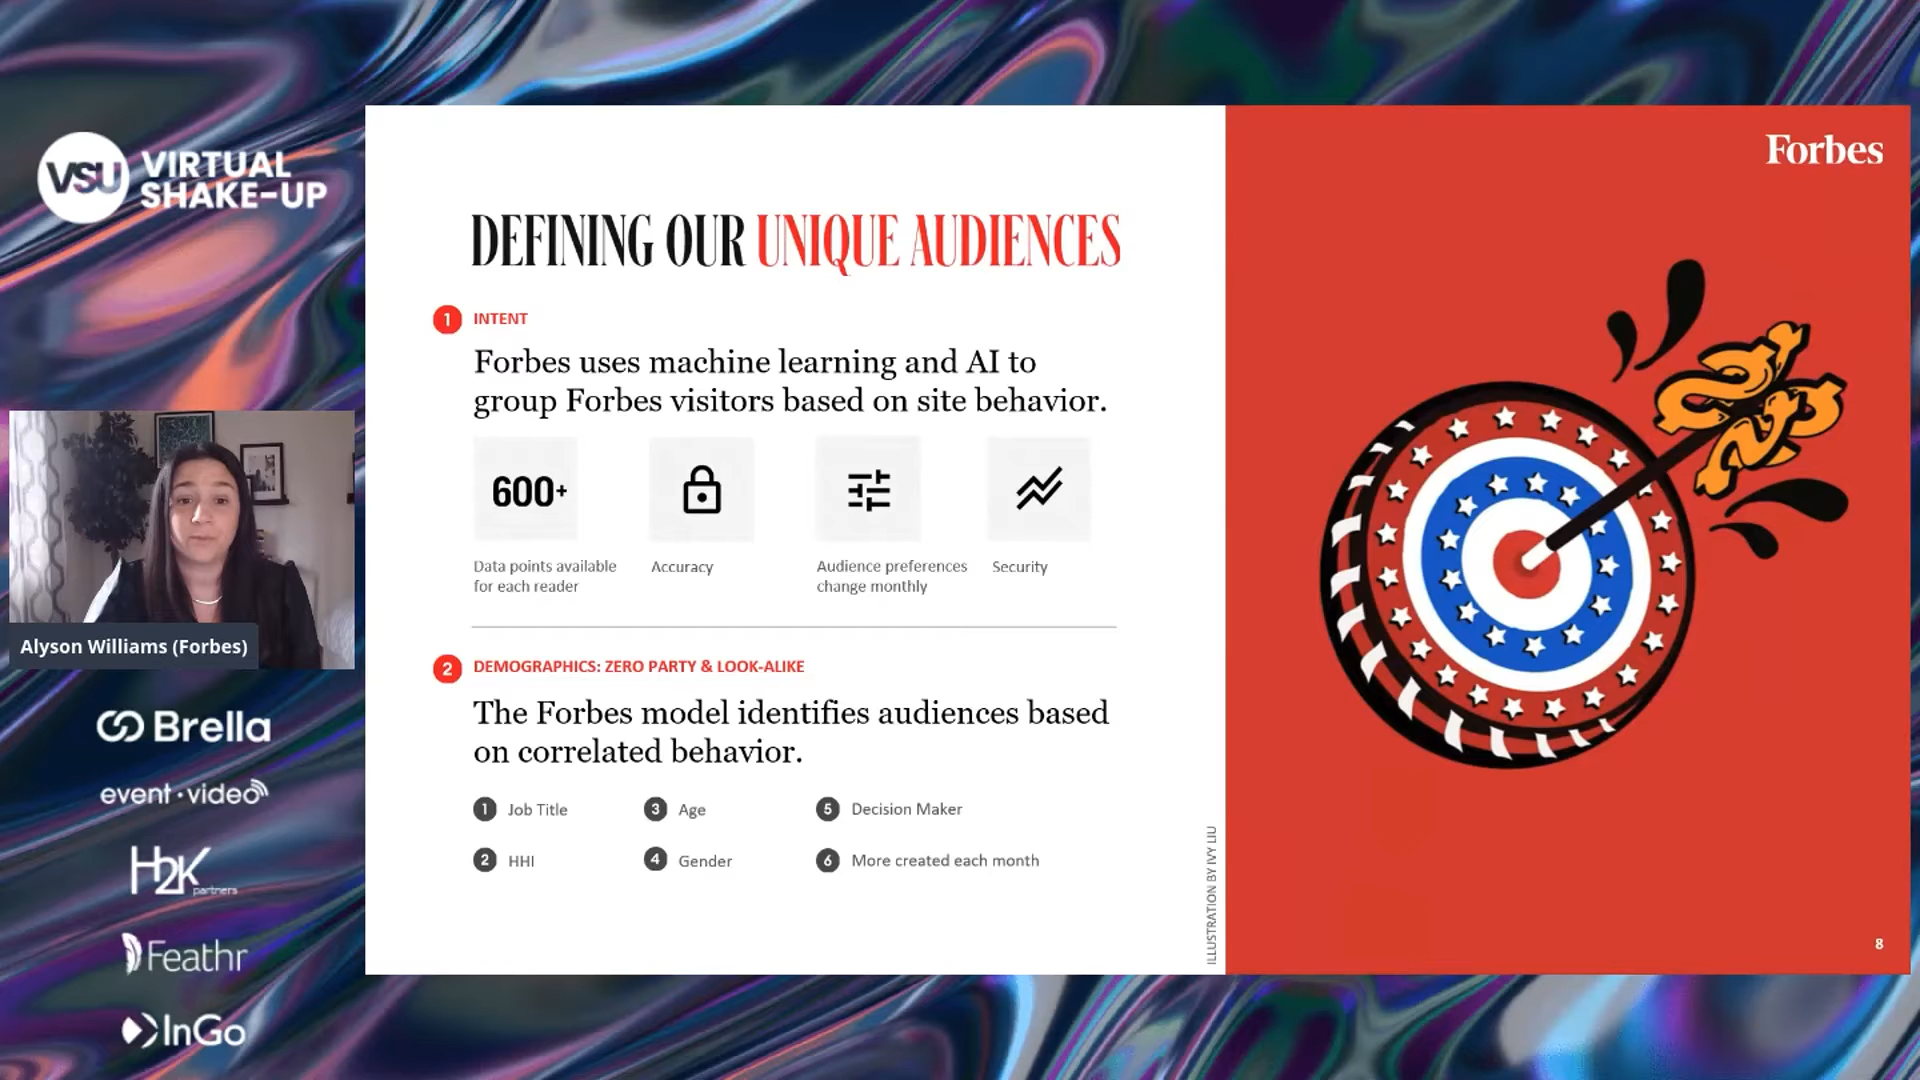 VSU VIRTUAL
SHAKE-UP
Alyson Williams (Forbes)
Brella
event·video
H2K
partners
Feathr
InGo
DEFINING OUR UNIQUE AUDIENCES
1 INTENT
Forbes uses machine learning and AI to
group Forbes visitors based on site behavior.
600+
Data points available
for each reader
Accuracy
Audience preferences
change monthly
Security
2 DEMOGRAPHICS: ZERO PARTY & LOOK-ALIKE
The Forbes model identifies audiences based
on correlated behavior.
1 Job Title
2 HHI
3 Age
4 Gender
5 Decision Maker
6 More created each month
ILLUSTRATION BY IVY LIU
Forbes
8